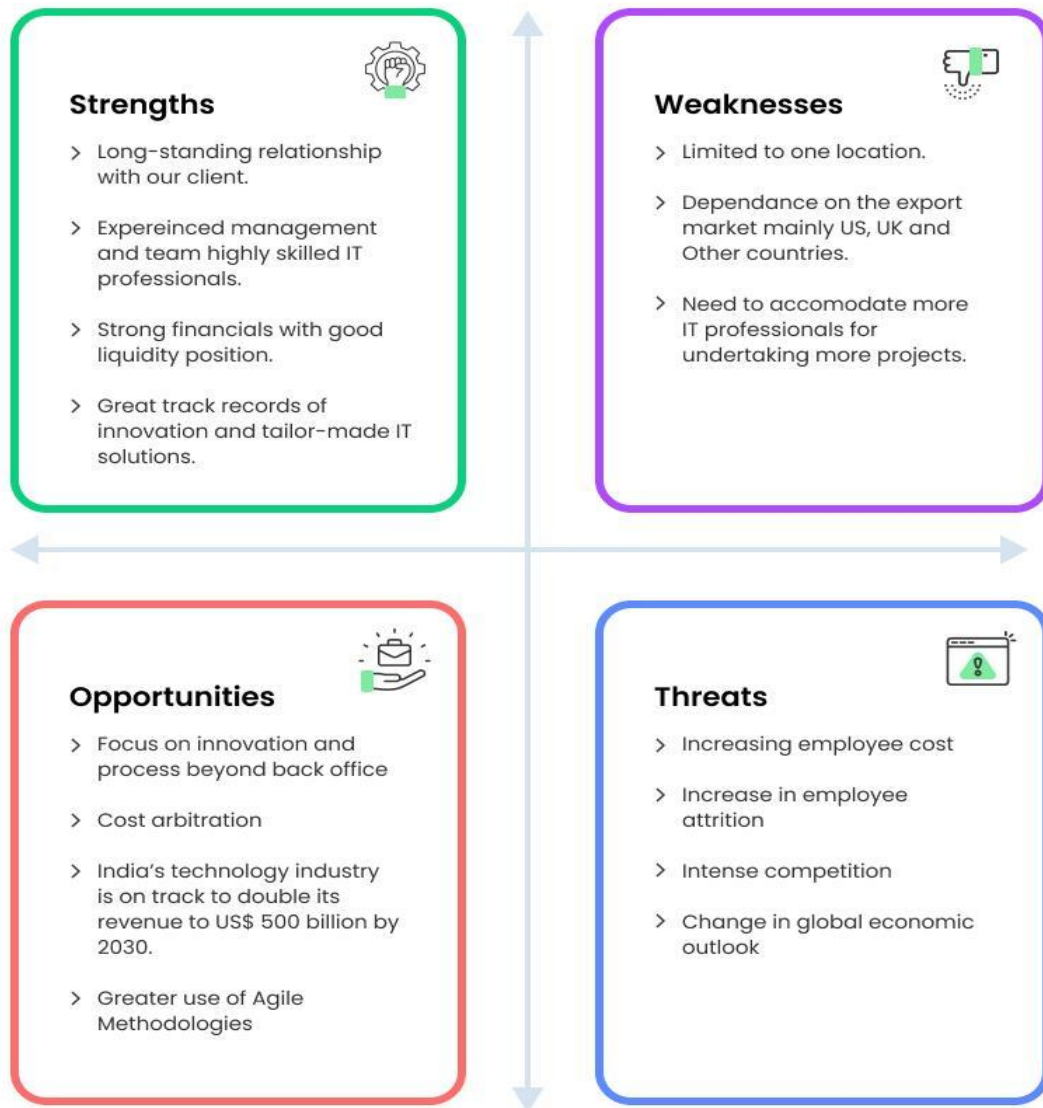 Strengths
> Long-standing relationship
with our client.
> Expereinced management
and team highly skilled IT
professionals.
> Strong financials with good
liquidity position.
> Great track records of
innovation and tailor-made IT
solutions.
Weaknesses
> Limited to one location.
> Dependance on the export
market mainly US, UK and
Other countries.
> Need to accomodate more
IT professionals for
undertaking more projects.
Opportunities
> Focus on innovation and
process beyond back office
> Cost arbitration
> India’s technology industry
is on track to double its
revenue to US$ 500 billion by
2030.
> Greater use of Agile
Methodologies
Threats
> Increasing employee cost
> Increase in employee
attrition
> Intense competition
> Change in global economic
outlook